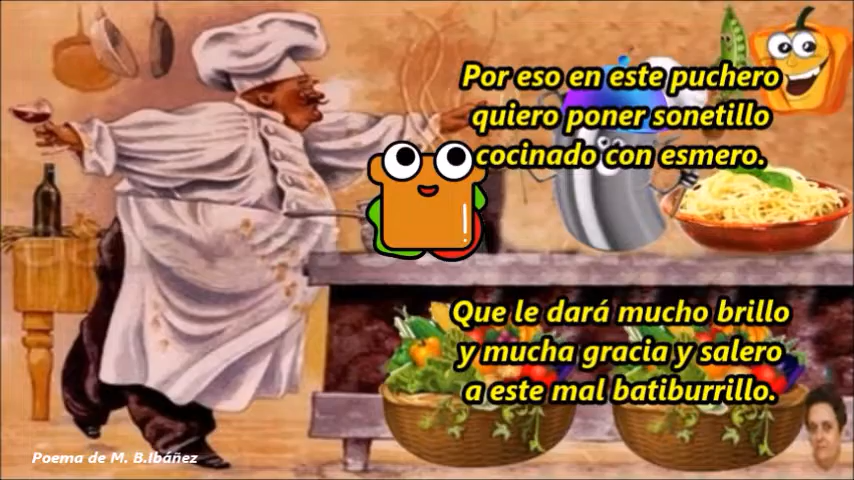 Por eso en este puchero
quiero poner sonetillo
cocinado con esmero.
Que le dará mucho brillo
y mucha gracia y salero
a este mal batiburrillo.
Poema de M. B.Ibáñez